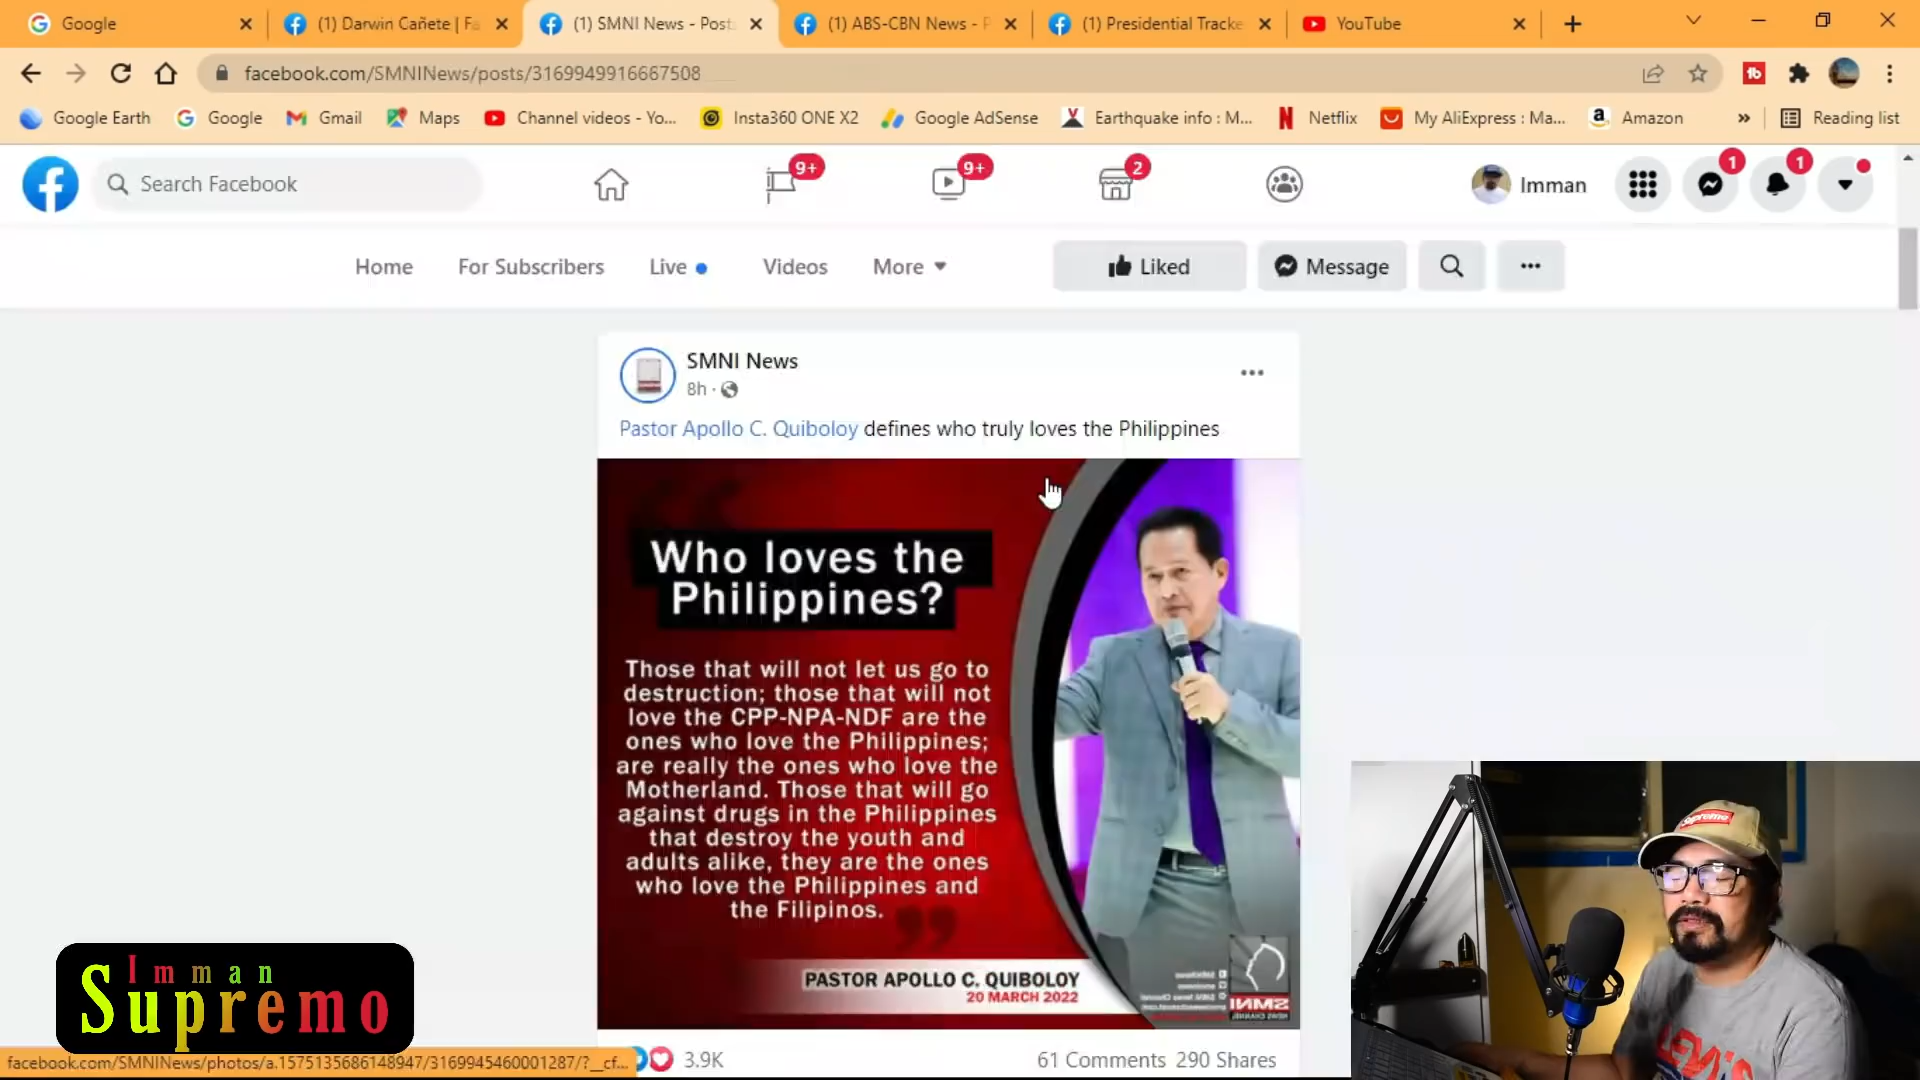 Google
(1) Darwin Cañete | Fa
(1) SMNI News - Posts
(1) ABS-CBN News - P
(1) Presidential Tracke
YouTube
facebook.com/SMNINews/posts/3169949916667508
Google Earth
Google
Gmail
Maps
Channel videos - Yo...
Insta360 ONE X2
Google AdSense
Earthquake info : M...
Netflix
My AliExpress : Ma...
Amazon
»
Reading list
Search Facebook
9+
9+
2
Imman
1
1
Home
For Subscribers
Live
Videos
More
Liked
Message
SMNI News
8h
Pastor Apollo C. Quiboloy defines who truly loves the Philippines
Who loves the
Philippines?
Those that will not let us go to
destruction; those that will not
love the CPP-NPA-NDF are the
ones who love the Philippines;
are really the ones who love the
Motherland. Those that will go
against drugs in the Philippines
that destroy the youth and
adults alike, they are the ones
who love the Philippines and
the Filipinos.
PASTOR APOLLO C. QUIBOLOY
20 MARCH 2022
SMNI
NEWS CHANNEL
3.9K
61 Comments 290 Shares
Imman
Supremo
facebook.com/SMNINews/photos/a.1575135686148947/3169945460001287/?__cf...
Supreme
LEVI'S